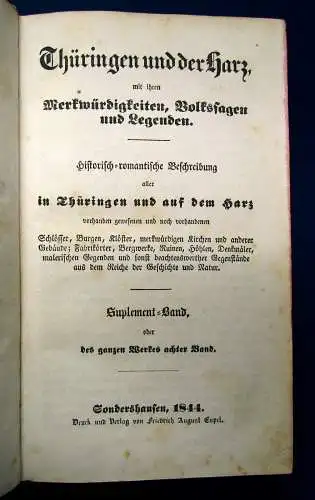 Thüringen und der Harz,
mit ihren
Merkwürdigkeiten, Volkssagen
und Legenden.
Historisch-romantische Beschreibung
aller
in Thüringen und auf dem Harz
vorhanden gewesenen und noch vorhandenen
Schlösser, Burgen, Klöster, merkwürdigen Kirchen und anderer
Gebäude; Fabrikörter, Bergwerke, Ruinen, Höhlen, Denkmäler,
malerischen Gegenden und sonst beachtenswerther Gegenstände
aus dem Reiche der Geschichte und Natur.
Suplement-Band,
oder
des ganzen Werkes achter Band.
Sondershausen, 1844.
Druck und Verlag von Friedrich August Eupel.